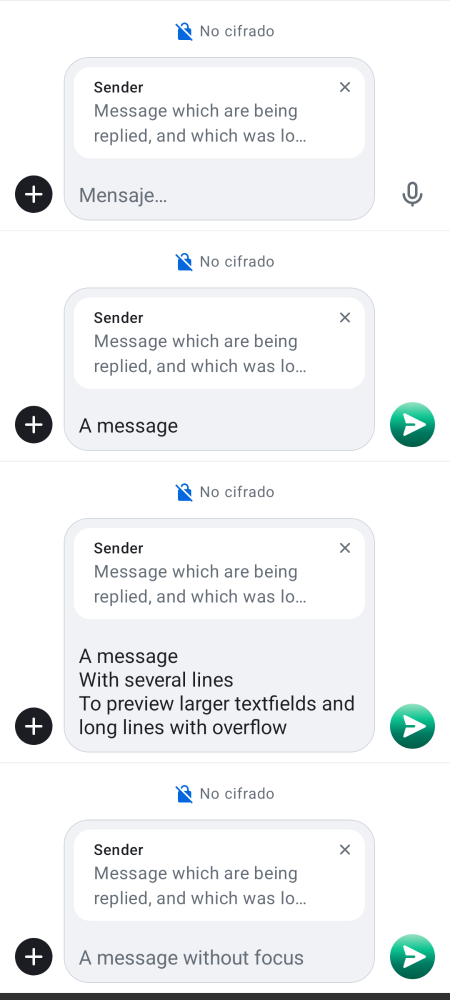 No cifrado
Sender
Message which are being
replied, and which was lo…
Mensaje…
No cifrado
Sender
Message which are being
replied, and which was lo…
A message
No cifrado
Sender
Message which are being
replied, and which was lo…
A message
With several lines
To preview larger textfields and
long lines with overflow
No cifrado
Sender
Message which are being
replied, and which was lo…
A message without focus